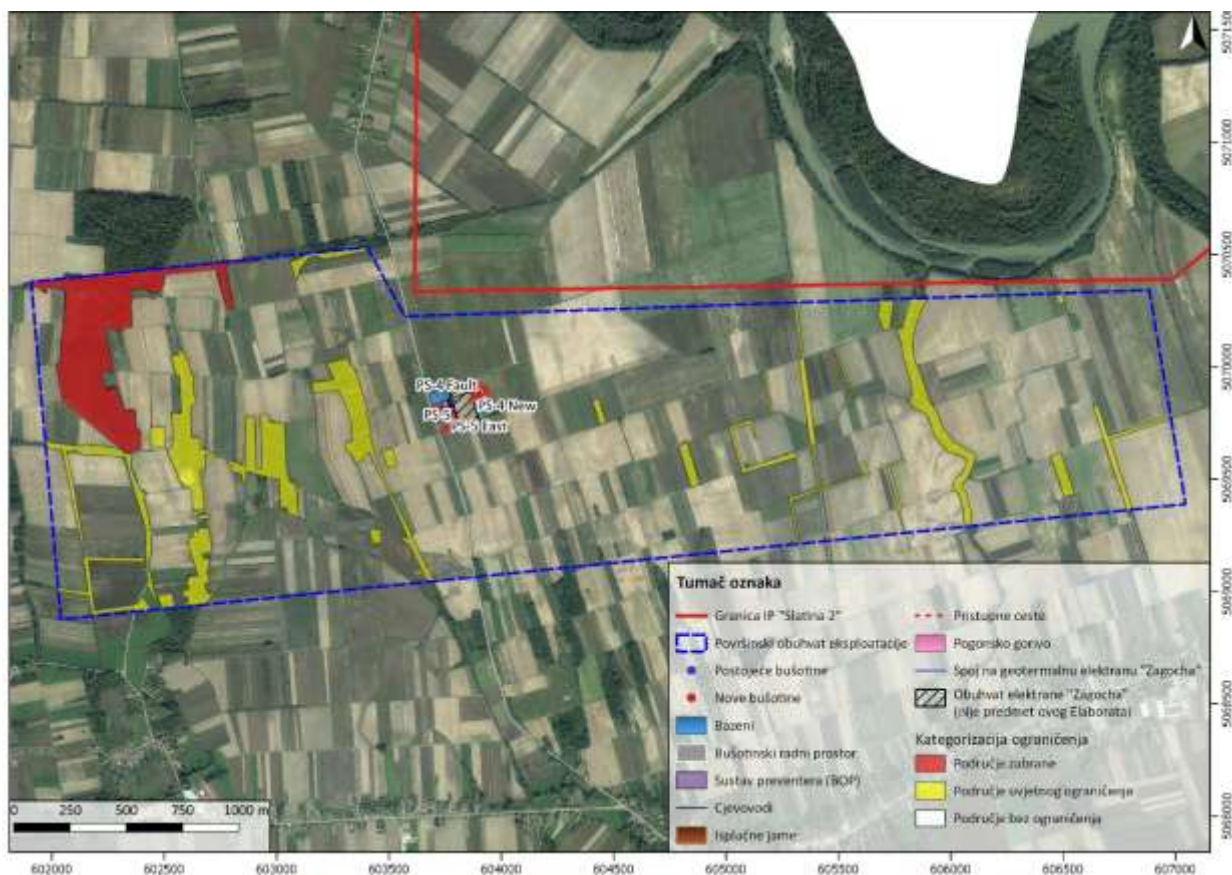 5071500
5071000
5070500
5070000
5069500
5069000
5068500
5068000
PS-4 Fault
PS-4 New
PS-5
PS-5 East
Tumač oznaka
Granica IP "Slatina 2"
Površinski obuhvat eksploatacije
Postojeće bušotine
Nove bušotine
Bazeni
Bušotinski radni prostor
Sustav preventera (BOP)
Cjevovodi
Isplačne jame
Pristupne ceste
Pogonsko gorivo
Spoj na geotermalnu elektranu "Zagocha"
Obuhvat elektrane "Zagocha"
(nije predmet ovog Elaborata)
Kategorizacija ograničenja
Područje zabrane
Područje uvjetnog ograničenja
Područje bez ograničenja
0 250 500 750 1000 m
602000 602500 603000 603500 604000 604500 605000 605500 606000 606500 607000